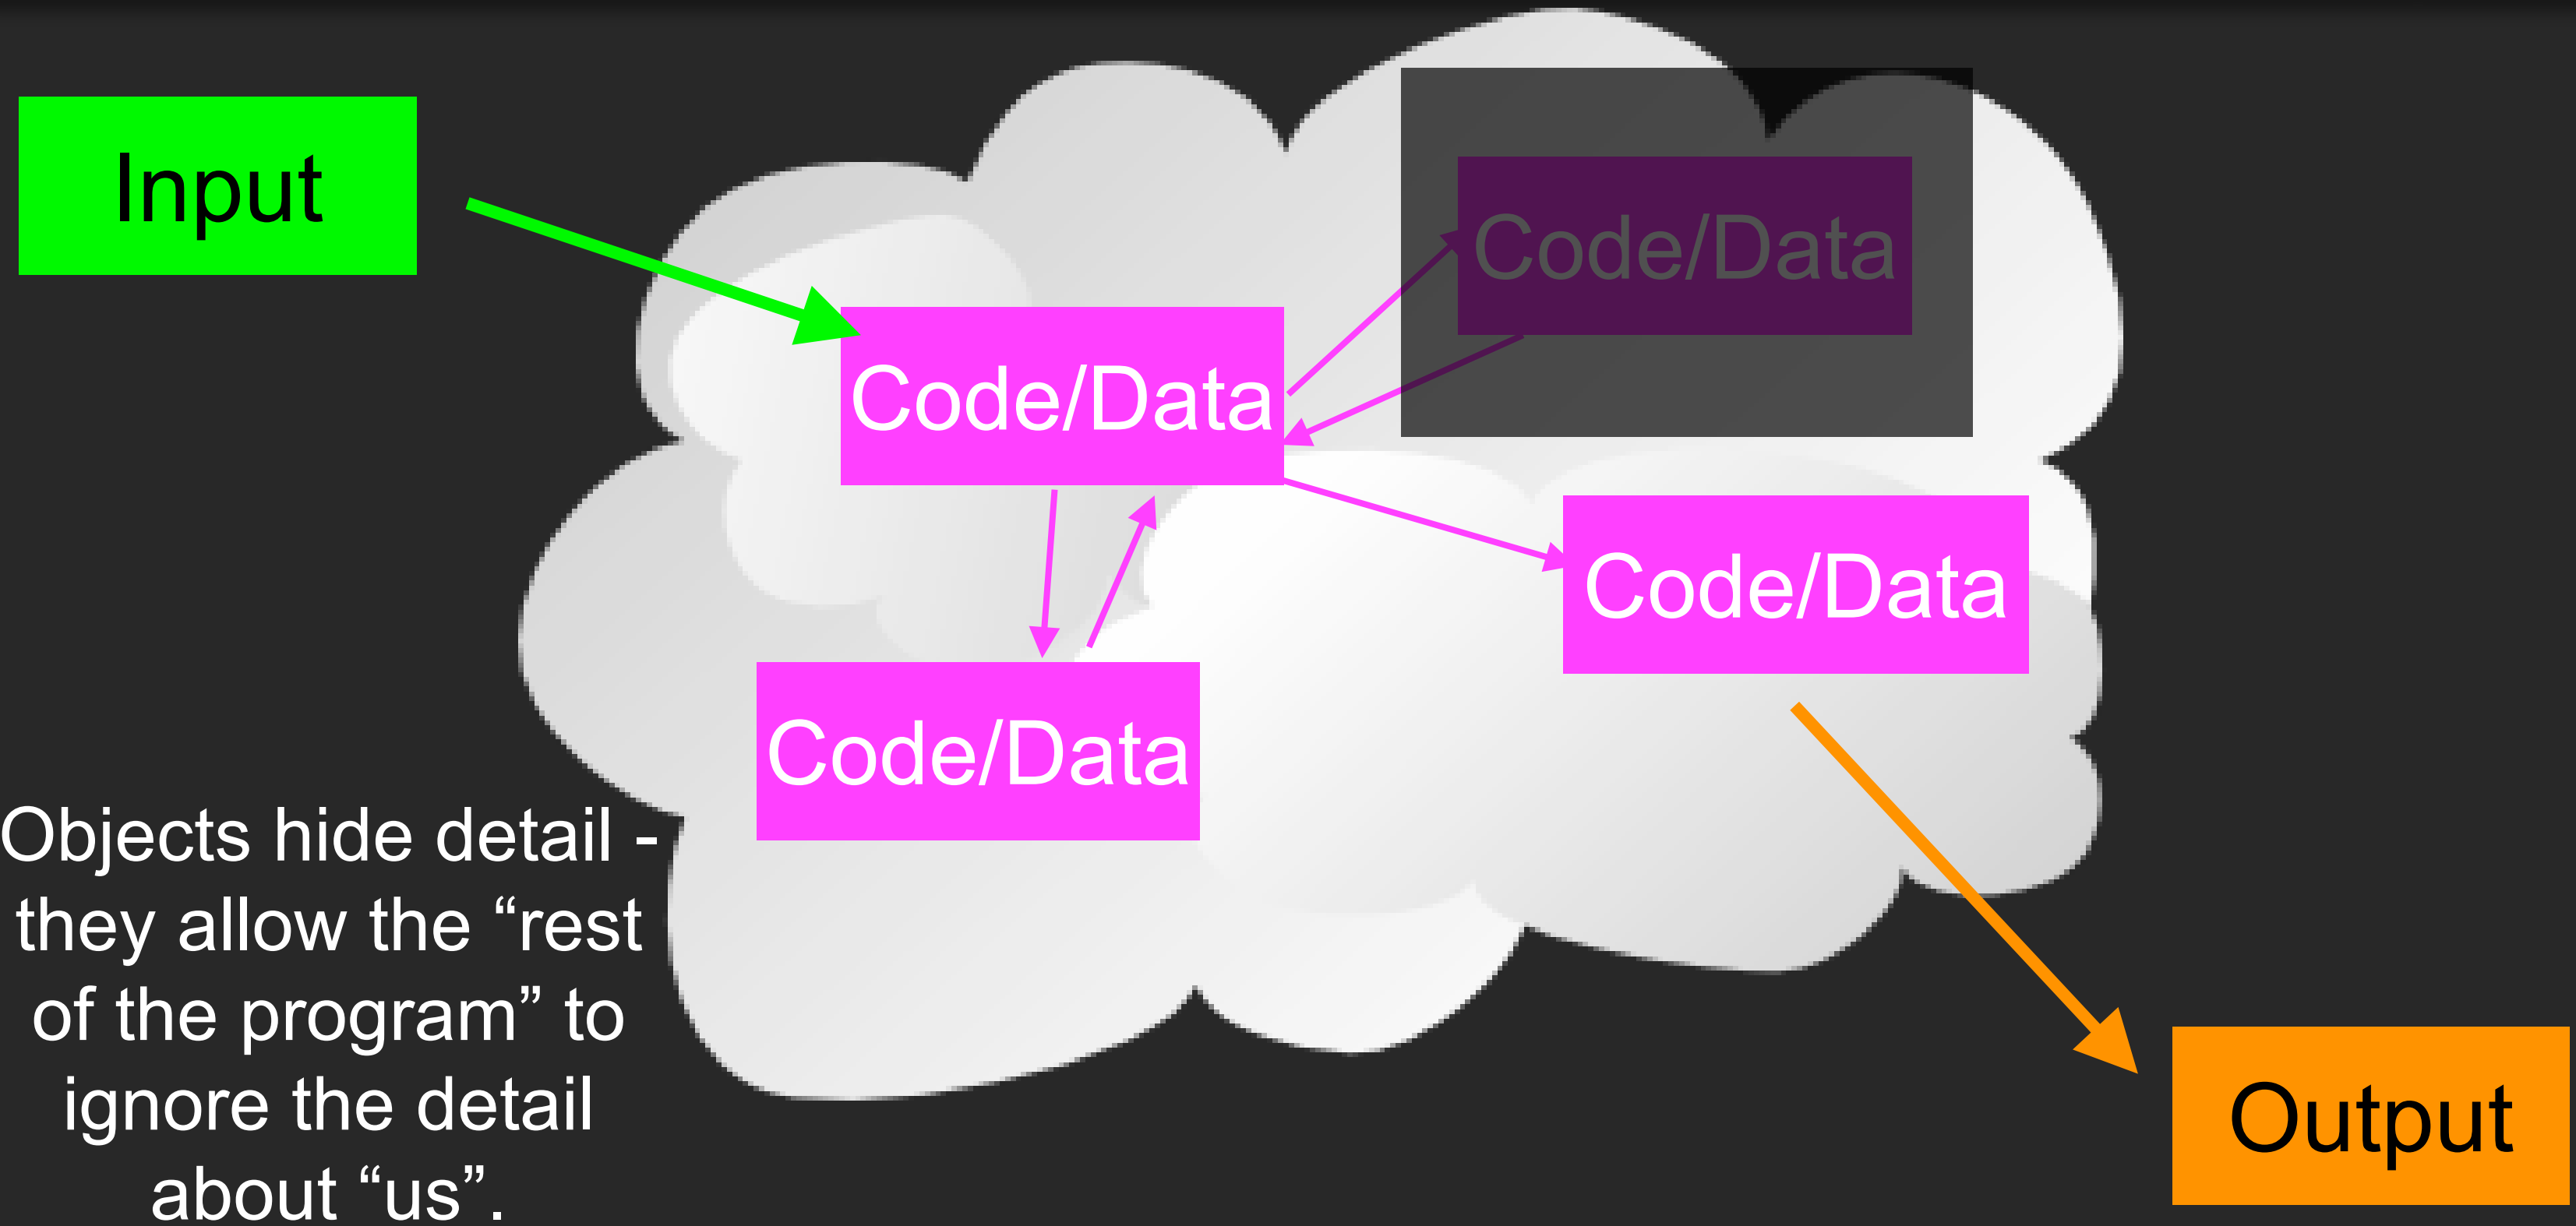 Input
Code/Data
Code/Data
Code/Data
Code/Data
Objects hide detail -
they allow the “rest
of the program” to
ignore the detail
about “us”.
Output